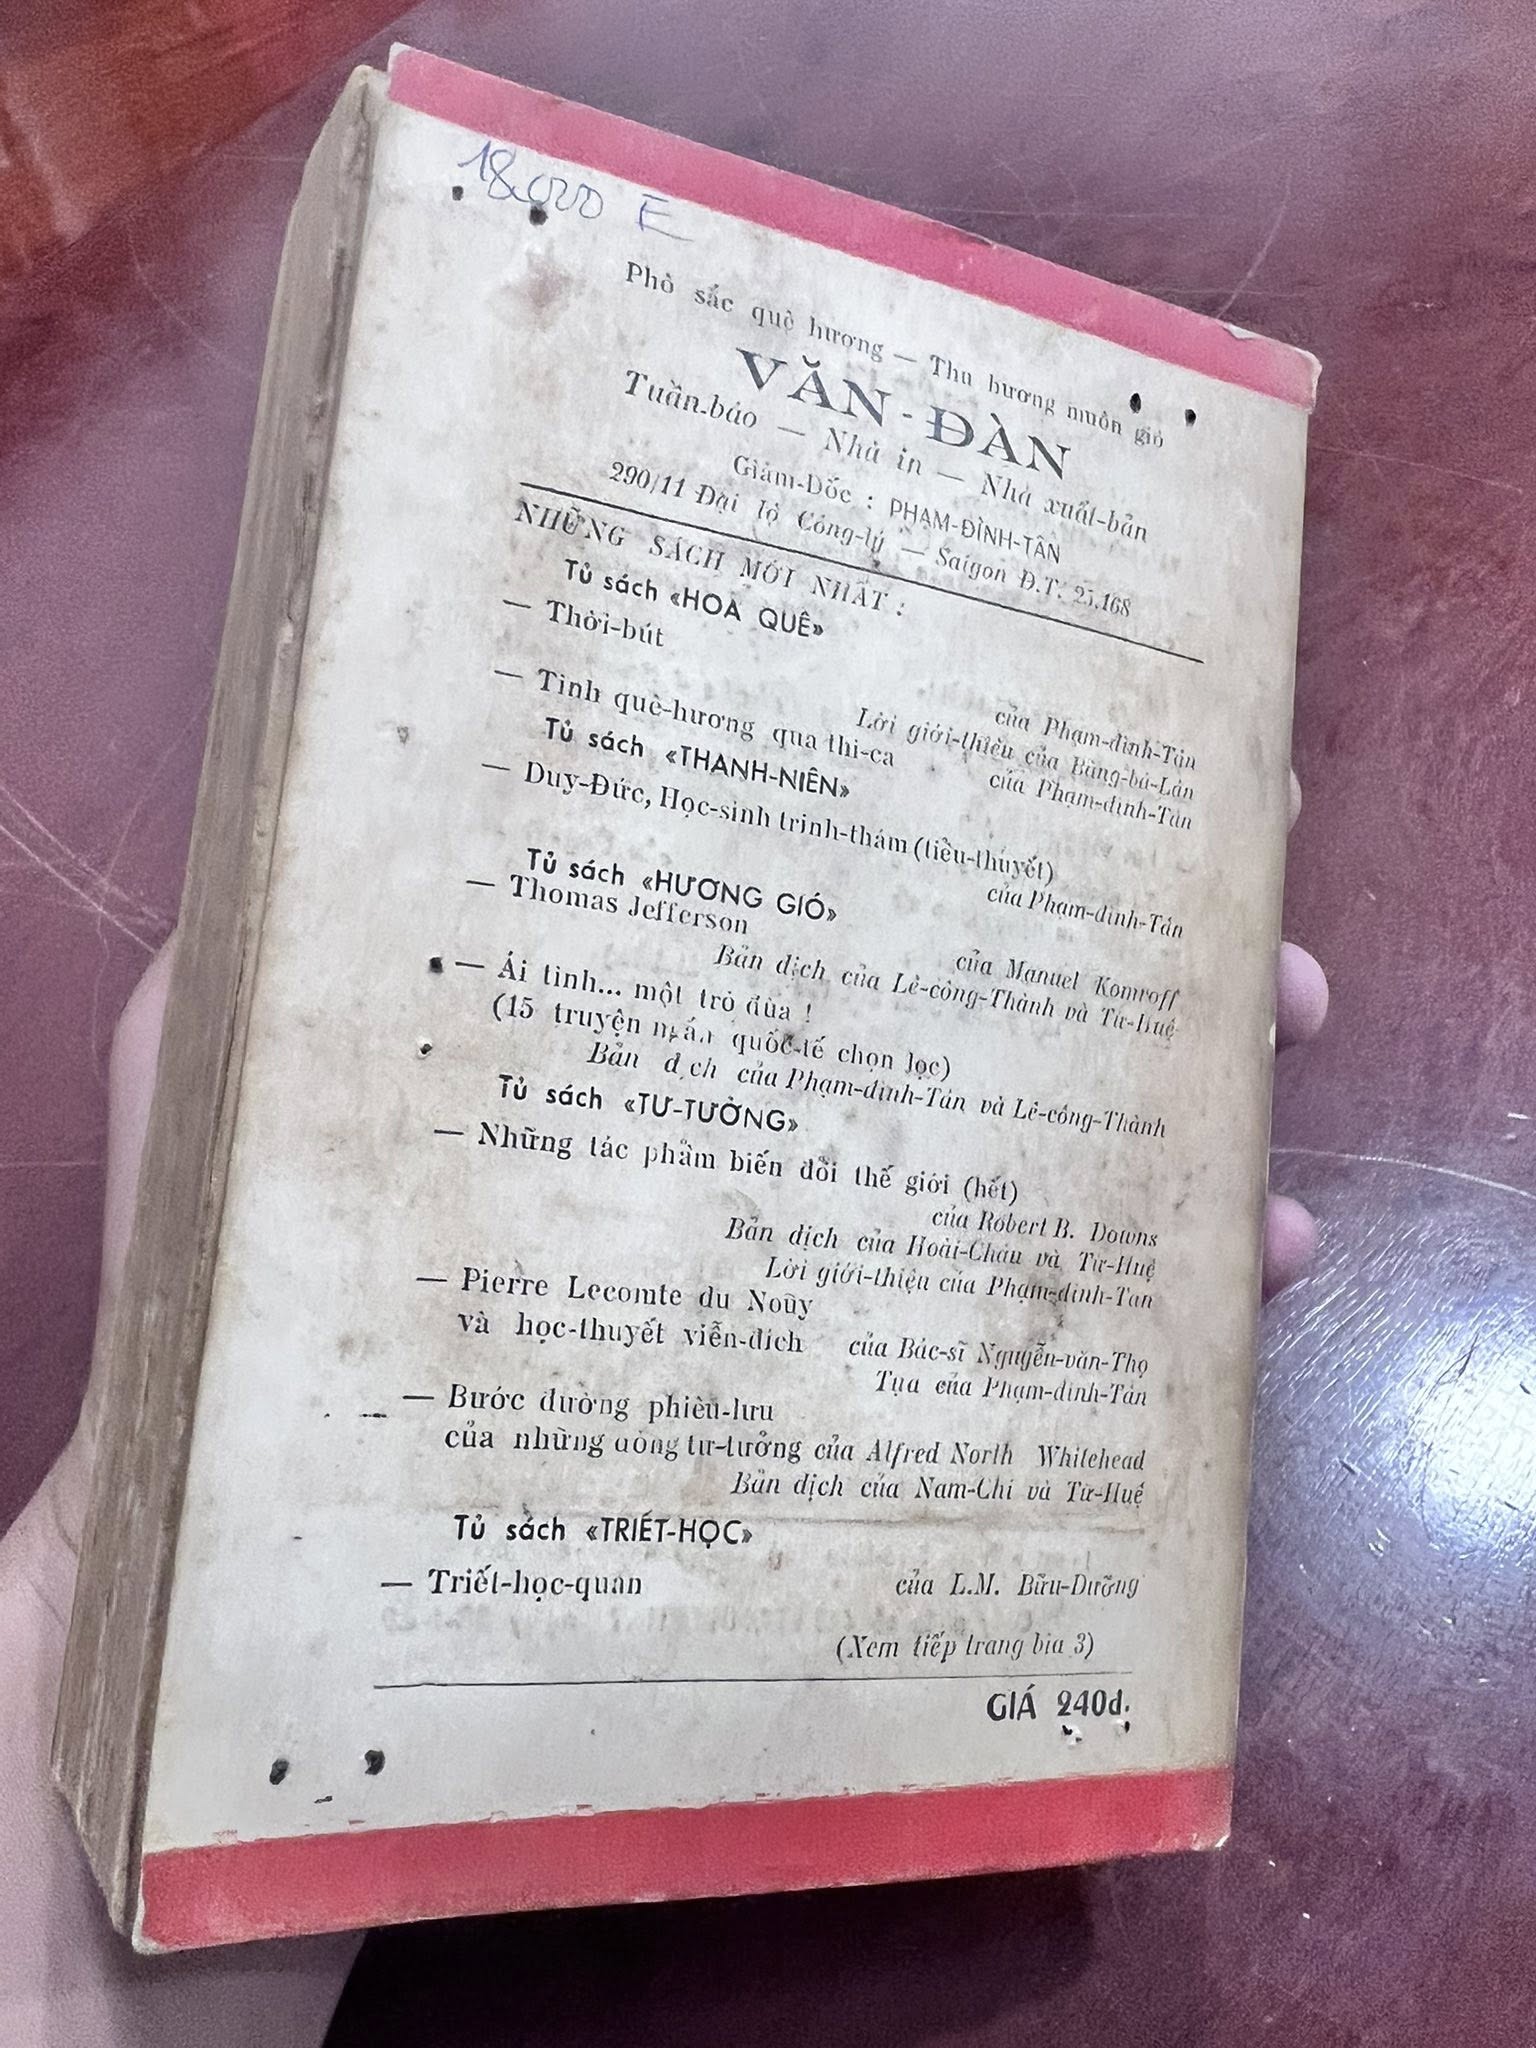 18.000 E
Phô sắc quê hương — Thu hương muôn gió
VĂN-ĐÀN
Tuần-báo — Nhà in — Nhà xuất-bản
Giám-Đốc : PHẠM-ĐÌNH-TÂN
290/11 Đại lộ Công-lý — Saigon Đ.T. 25.168
NHỮNG SÁCH MỚI NHẤT :
Tủ sách «HOA QUÊ»
— Thời-bút
của Phạm-đình-Tân
Lời giới-thiệu của Bàng-bá-Lân
— Tình quê-hương qua thi-ca
của Phạm-đình-Tân
Tủ sách «THANH-NIÊN»
— Duy-Đức, Học-sinh trinh-thám (tiểu-thuyết)
của Phạm-đình-Tân
Tủ sách «HƯƠNG GIÓ»
— Thomas Jefferson
của Manuel Komroff
Bản dịch của Lê-công-Thành và Từ-Huệ
— Ái tình... một trò đùa !
(15 truyện ngắn quốc-tế chọn lọc)
Bản dịch của Phạm-đình-Tân và Lê-công-Thành
Tủ sách «TƯ-TƯỞNG»
— Những tác phẩm biến đổi thế giới (hết)
của Robert B. Downs
Bản dịch của Hoài-Châu và Từ-Huệ
Lời giới-thiệu của Phạm-đình-Tân
— Pierre Lecomte du Noüy
và học-thuyết viễn-đích của Bác-sĩ Nguyễn-văn-Thọ
Tựa của Phạm-đình-Tân
— Bước đường phiêu-lưu
của những dòng tư-tưởng của Alfred North Whitehead
Bản dịch của Nam-Chi và Từ-Huệ
Tủ sách «TRIẾT-HỌC»
— Triết-học-quan của L.M. Bửu-Dưỡng
(Xem tiếp trang bìa 3)
GIÁ 240đ.